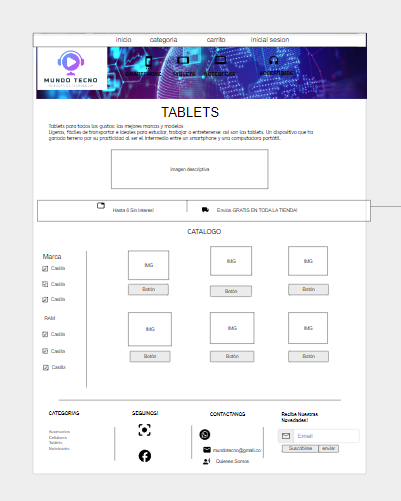 inicio categoria carrito inicial sesion
SMARTPHONE TABLETS NOTEBOOKS ACCESORIOS
MUNDO TECNO
TABLETS
Tablets para todos los gustos: las mejores marcas y modelos
Ligeras, fáciles de transportar e ideales para estudiar, trabajar o entretenerse: así son las tablets. Un dispositivo que ha
ganado terreno por su practicidad al ser el intermedio entre un smartphone y una computadora portátil.
imagen descriptiva
Hasta 6 Sin Interes! Envios GRATIS EN TODA LA TIENDA!
CATALOGO
Marca
Casilla
Casilla
Casilla
RAM
Casilla
Casilla
Casilla
IMG IMG IMG
Botón Botón Botón
IMG IMG IMG
Botón Botón Botón
CATEGORIAS
Accesorios
Celulares
Tablets
Notebooks
SEGUINOS!
CONTACTANOS
mundotecno@gmail.co
Quienes Somos
Recibe Nuestras
Novedades!
E-mail
Suscribirse enviar